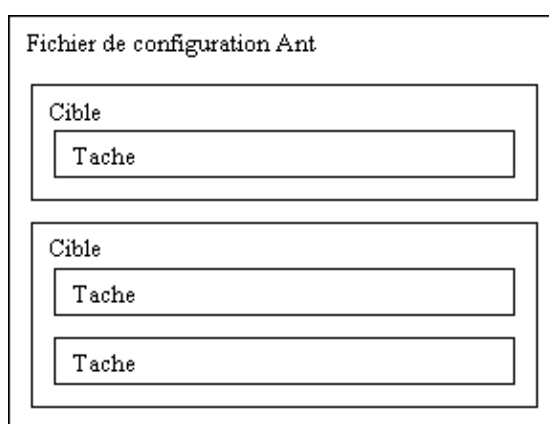 Fichier de configuration Ant
Cible
Tache
Cible
Tache
Tache